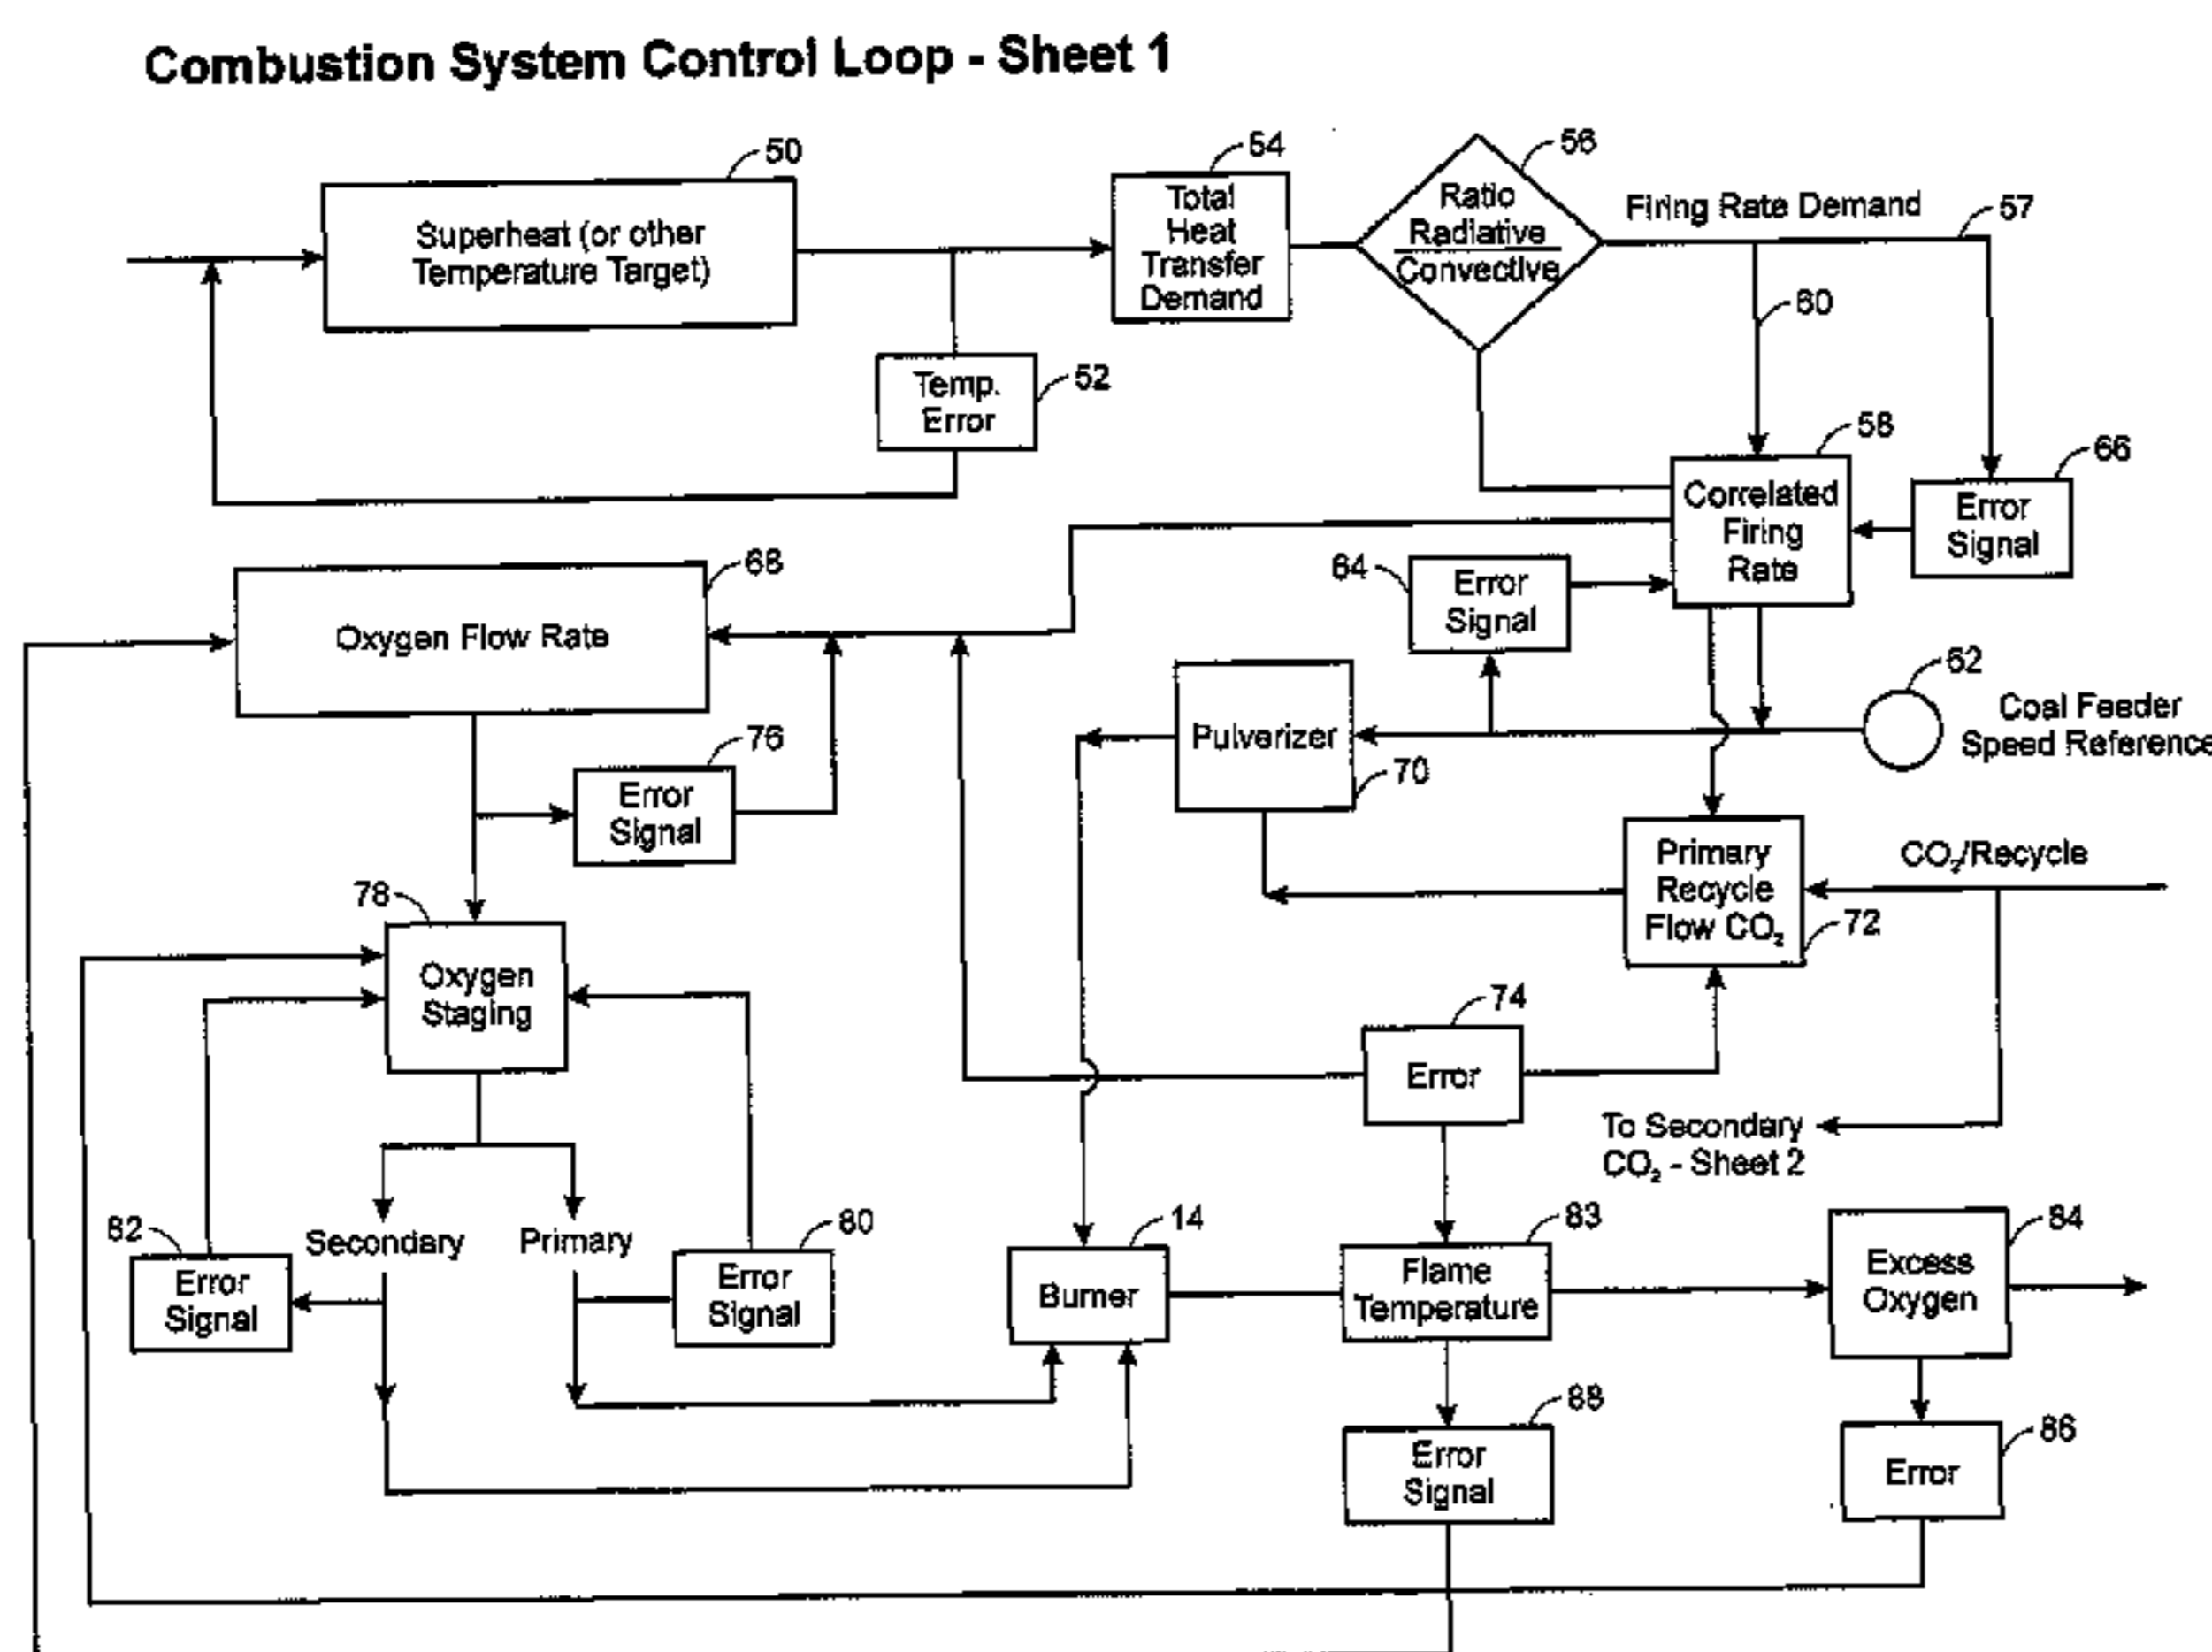 Combustion System Control Loop - Sheet 1
50
Superheat (or other
Temperature Target)
Temp.
Error
52
54
Total
Heat
Transfer
Demand
56
Ratio
Radiative
Convective
Firing Rate Demand
57
60
58
Correlated
Firing
Rate
66
Error
Signal
64
Error
Signal
68
Oxygen Flow Rate
62
Coal Feeder
Speed Reference
Pulverizer
70
76
Error
Signal
Primary
Recycle
Flow CO₂
72
CO₂/Recycle
78
Oxygen
Staging
74
Error
To Secondary
CO₂ - Sheet 2
82
Error
Signal
Secondary
Primary
80
Error
Signal
14
Burner
83
Flame
Temperature
84
Excess
Oxygen
88
Error
Signal
86
Error